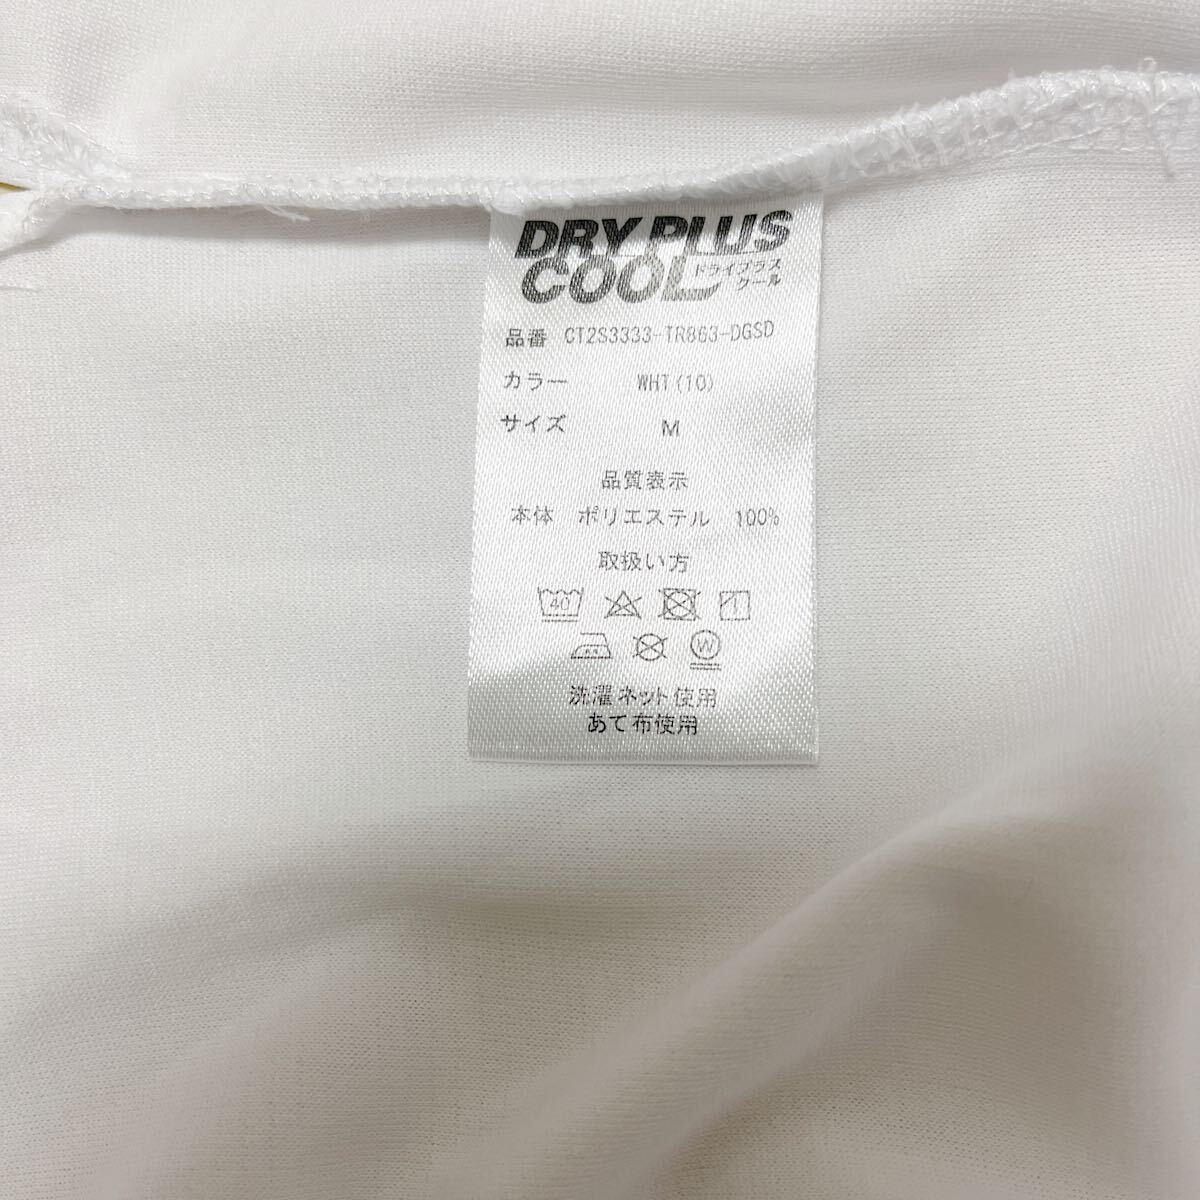 DRY PLUS
COOL ドライプラス
クール
品番 CT2S3333-TR863-DGSD
カラー WHT(10)
サイズ M
品質表示
本体 ポリエステル 100%
取扱い方
40
W
洗濯ネット使用
あて布使用